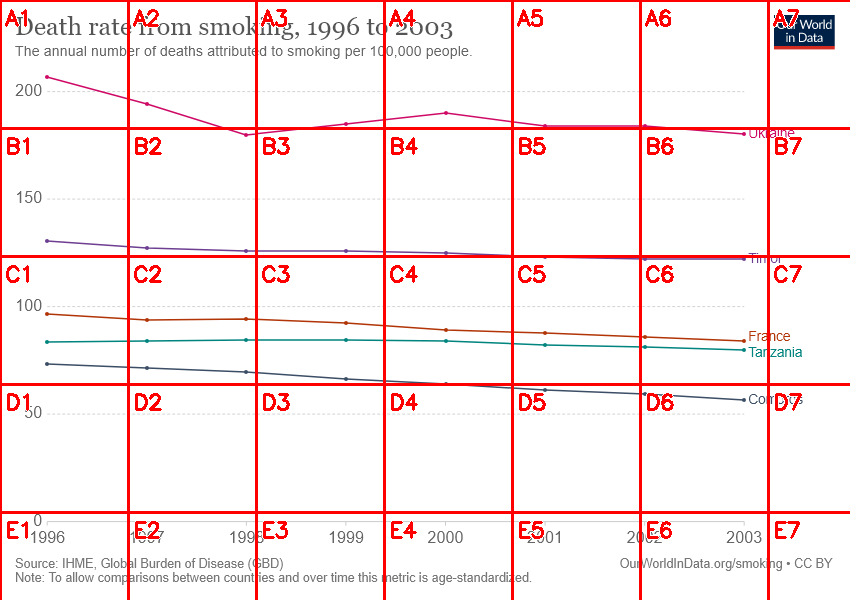 Death rate from smoking, 1996 to 2003
The annual number of deaths attributed to smoking per 100,000 people.
Our World
in Data
A1 A2 A3 A4 A5 A6 A7
200
Ukraine
B1 B2 B3 B4 B5 B6 B7
150
Timor
C1 C2 C3 C4 C5 C6 C7
100
France
Tanzania
Comoros
D1 D2 D3 D4 D5 D6 D7
50
0
E1 E2 E3 E4 E5 E6 E7
1996 1997 1998 1999 2000 2001 2002 2003
Source: IHME, Global Burden of Disease (GBD)
OurWorldInData.org/smoking • CC BY
Note: To allow comparisons between countries and over time this metric is age-standardized.